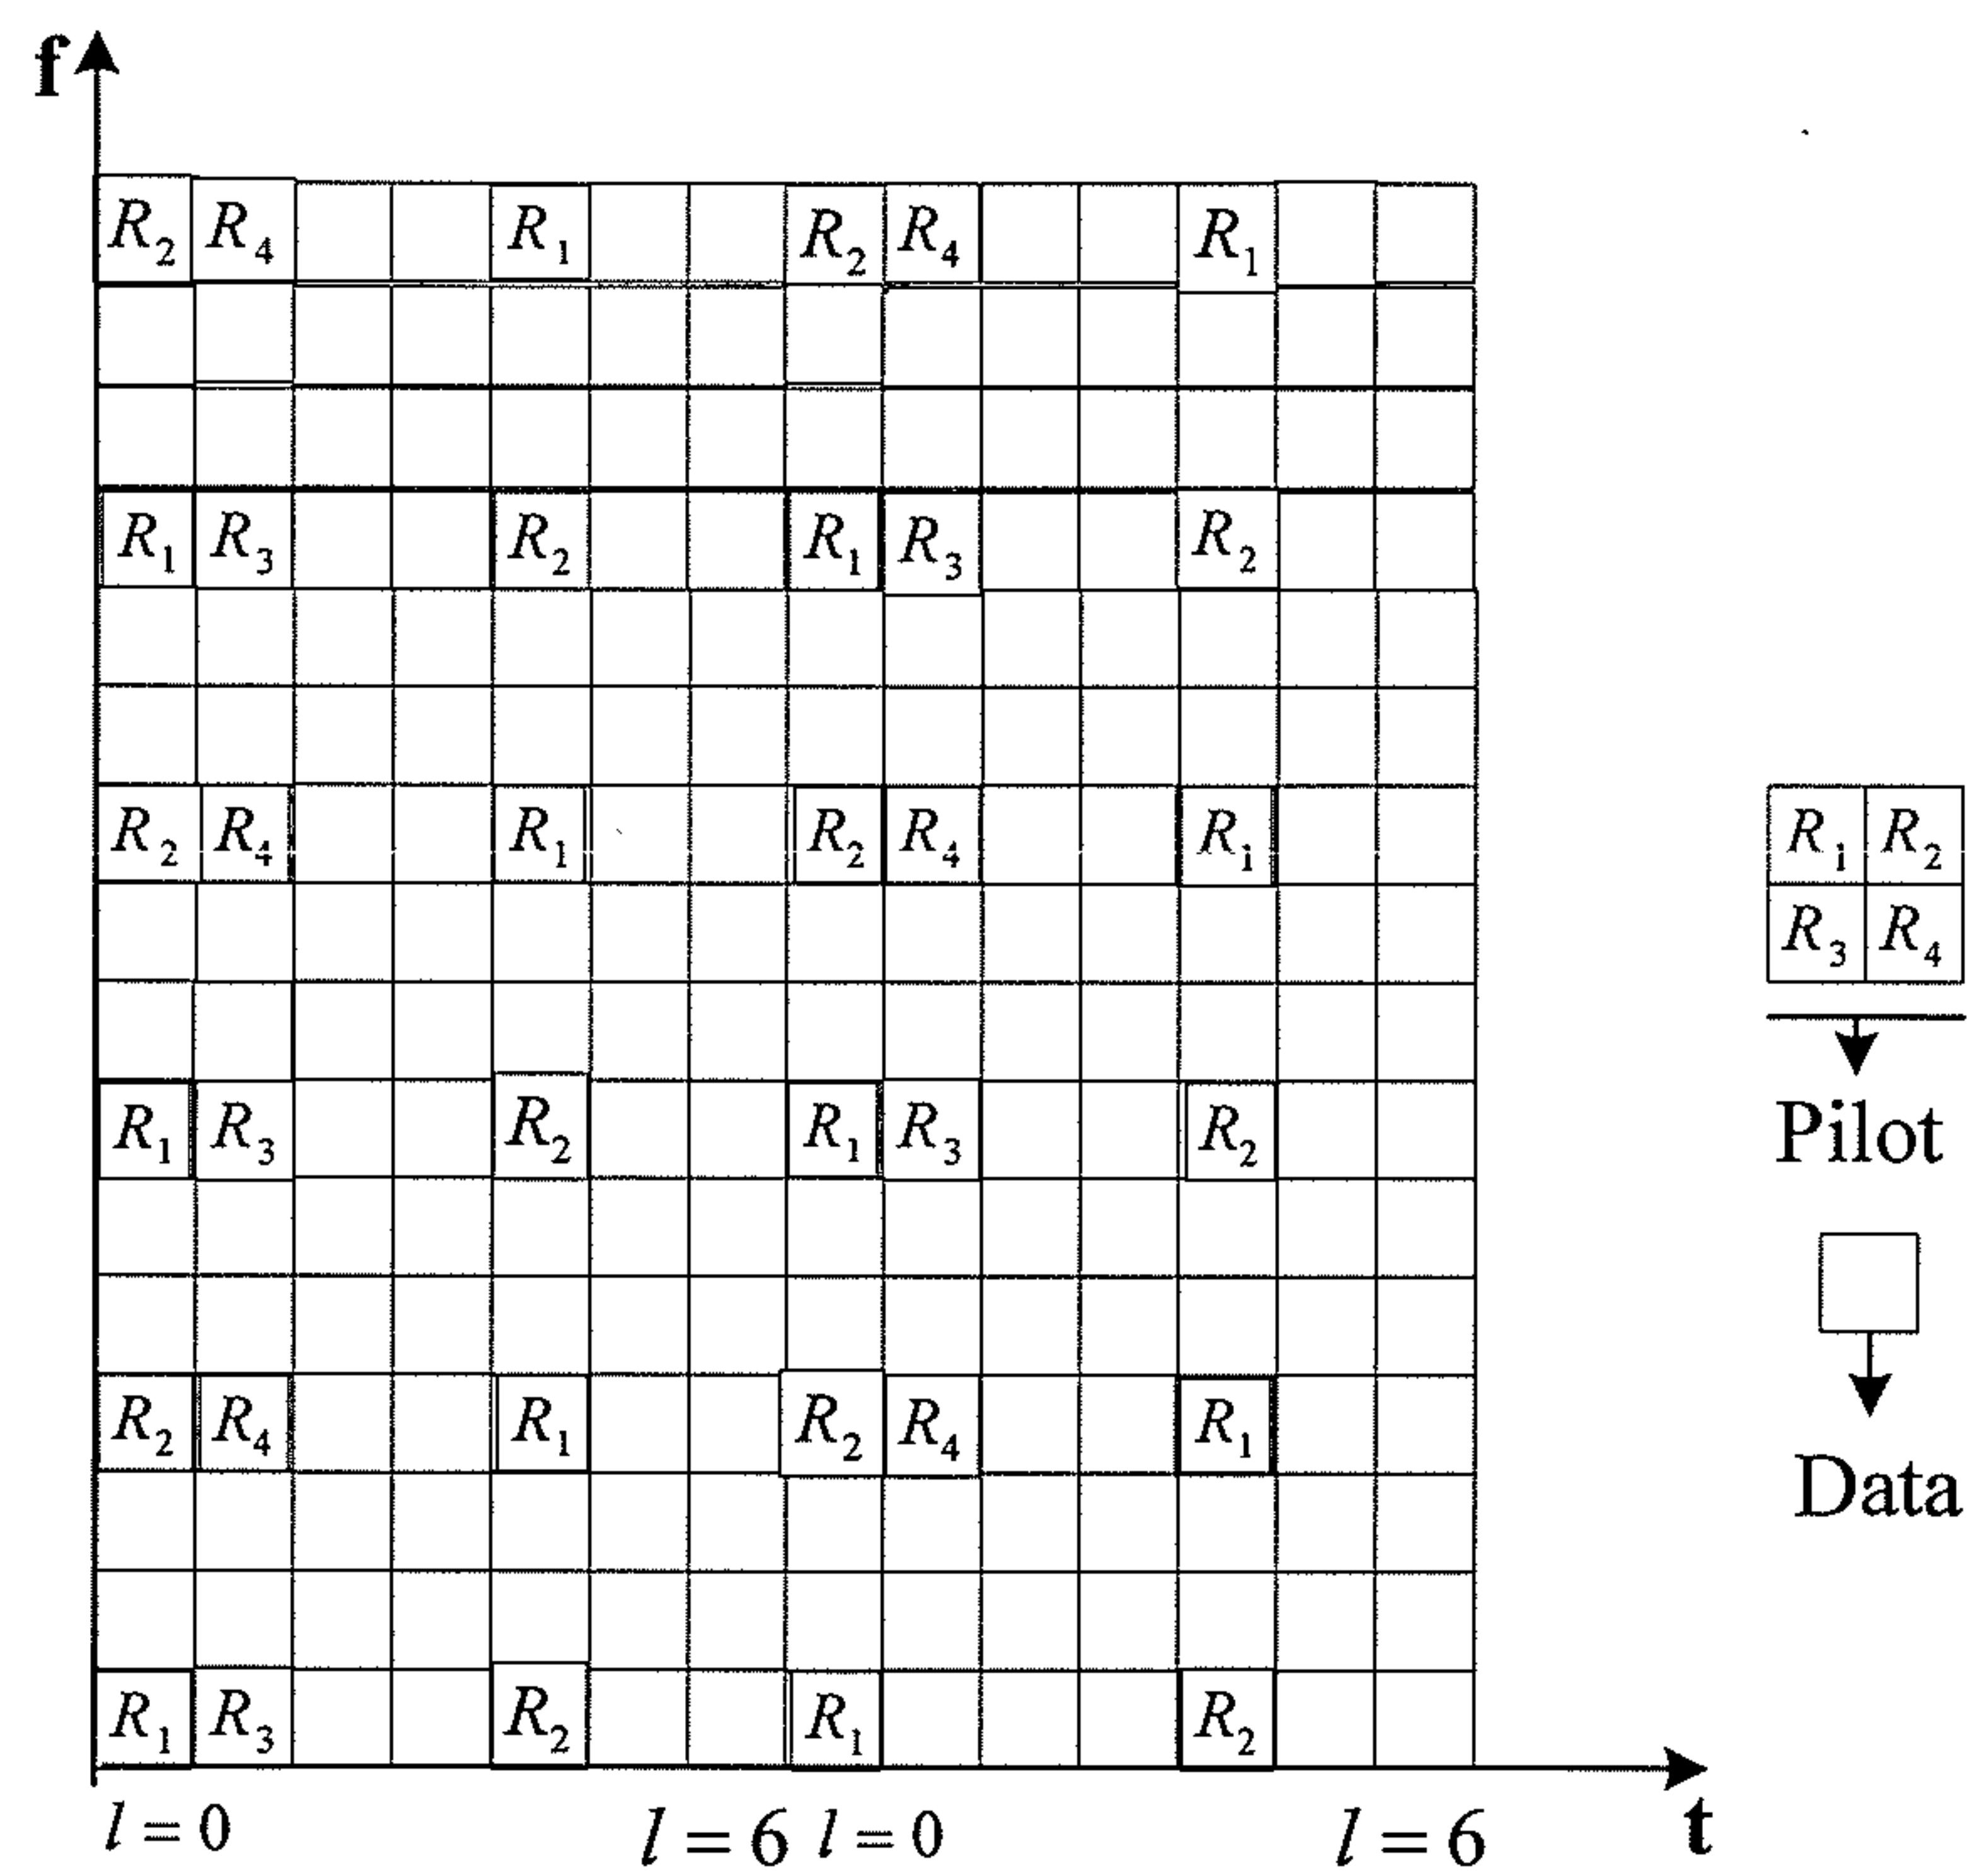 f
R₂ R₄ R₁ R₂ R₄ R₁
R₁ R₃ R₂ R₁ R₃ R₂
R₂ R₄ R₁ R₂ R₄ R₁
R₁ R₂
R₃ R₄
Pilot
R₁ R₃ R₂ R₁ R₃ R₂
Data
R₂ R₄ R₁ R₂ R₄ R₁
R₁ R₃ R₂ R₁ R₂
l = 0 l = 6 l = 0 l = 6 t